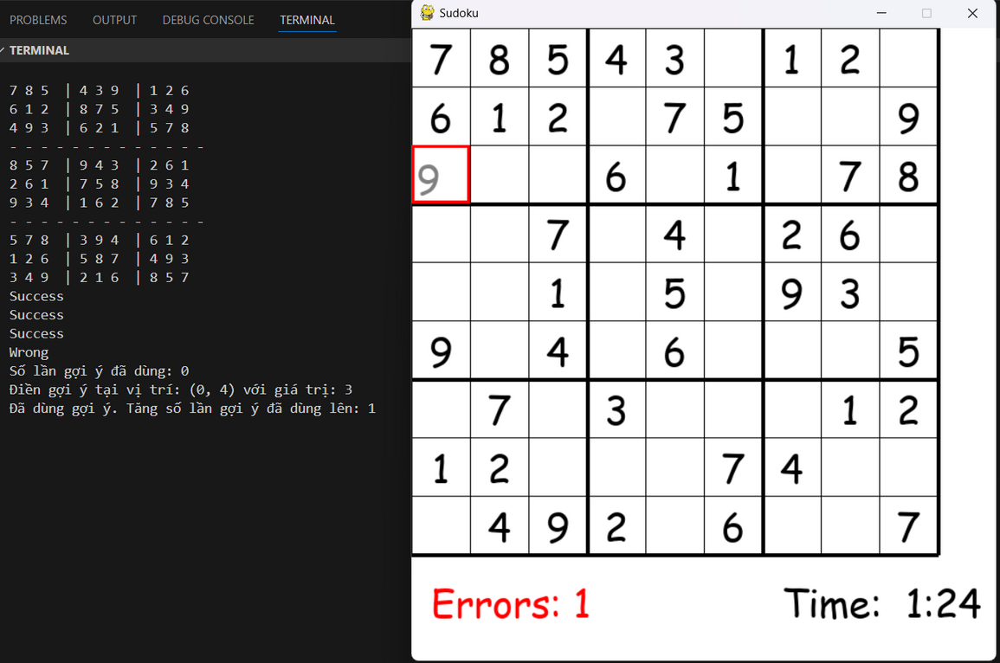 PROBLEMS OUTPUT DEBUG CONSOLE TERMINAL
TERMINAL
7 8 5 | 4 3 9 | 1 2 6
6 1 2 | 8 7 5 | 3 4 9
4 9 3 | 6 2 1 | 5 7 8
- - - - - - - - - - - - -
8 5 7 | 9 4 3 | 2 6 1
2 6 1 | 7 5 8 | 9 3 4
9 3 4 | 1 6 2 | 7 8 5
- - - - - - - - - - - - -
5 7 8 | 3 9 4 | 6 1 2
1 2 6 | 5 8 7 | 4 9 3
3 4 9 | 2 1 6 | 8 5 7
Success
Success
Success
Wrong
Số lần gợi ý đã dùng: 0
Điền gợi ý tại vị trí: (0, 4) với giá trị: 3
Đã dùng gợi ý. Tăng số lần gợi ý đã dùng lên: 1
Sudoku
7 8 5 4 3 1 2
6 1 2 7 5 9
9 6 1 7 8
7 4 2 6
1 5 9 3
9 4 6 5
7 3 1 2
1 2 7 4
4 9 2 6 7
Errors: 1 Time: 1:24